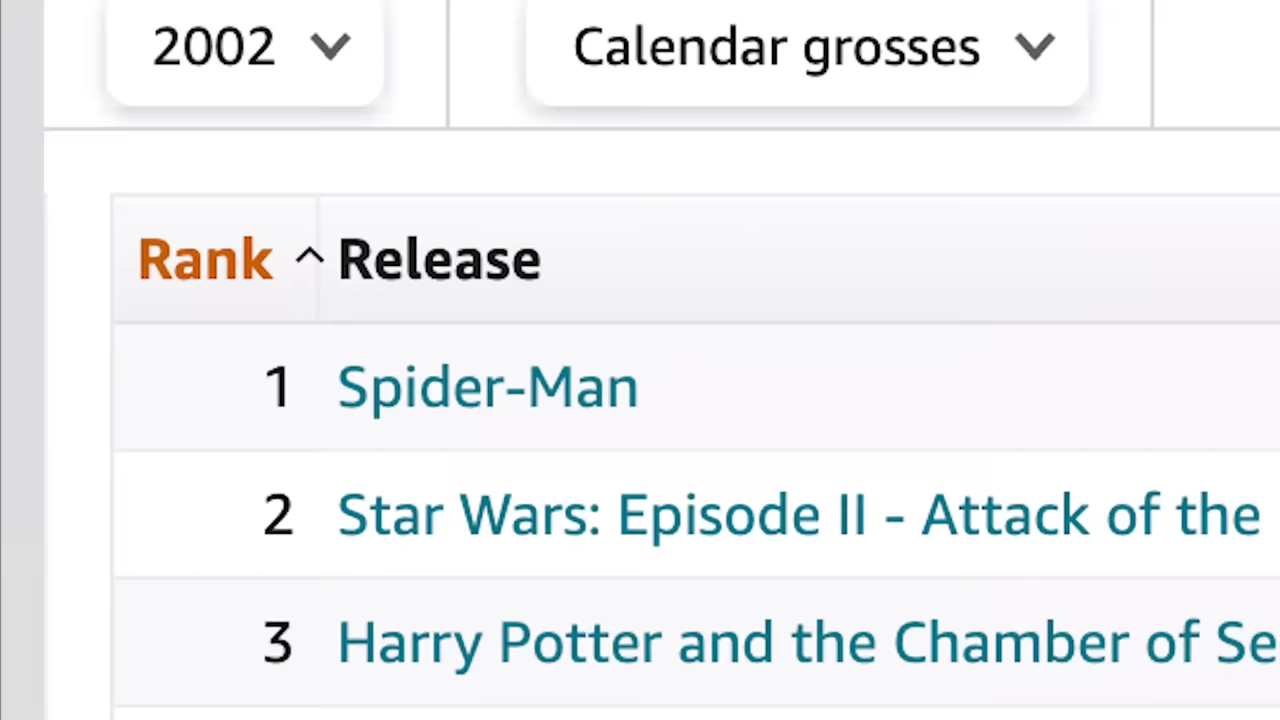 2002 Calendar grosses
Rank Release
1 Spider-Man
2 Star Wars: Episode II - Attack of the
3 Harry Potter and the Chamber of Se